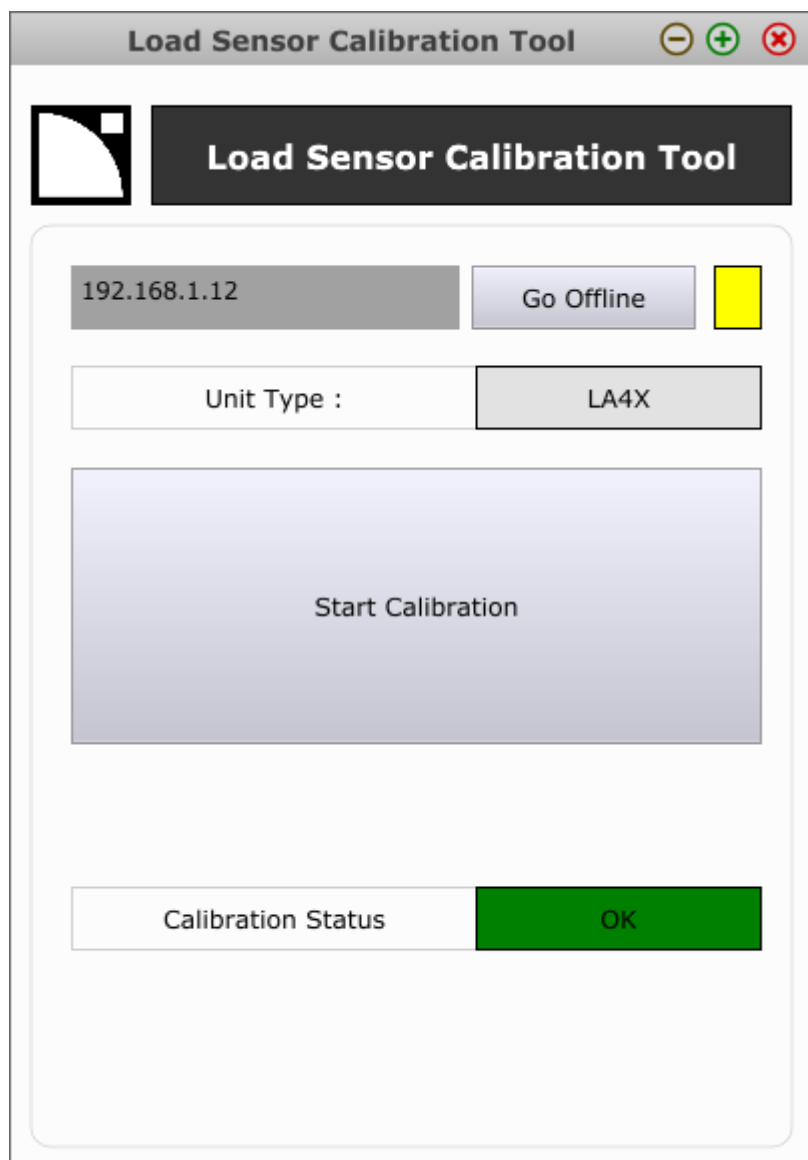 Load Sensor Calibration Tool
Load Sensor Calibration Tool
192.168.1.12
Go Offline
Unit Type :
LA4X
Start Calibration
Calibration Status
OK